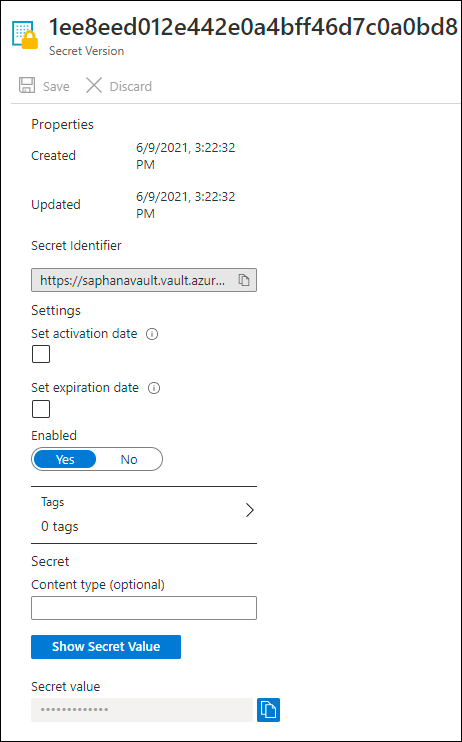 1ee8eed012e442e0a4bff46d7c0a0bd8
Secret Version
Save Discard
Properties
Created 6/9/2021, 3:22:32
PM
Updated 6/9/2021, 3:22:32
PM
Secret Identifier
https://saphanavault.vault.azur...
Settings
Set activation date
Set expiration date
Enabled
Yes No
Tags
0 tags
Secret
Content type (optional)
Show Secret Value
Secret value
•••••••••••••